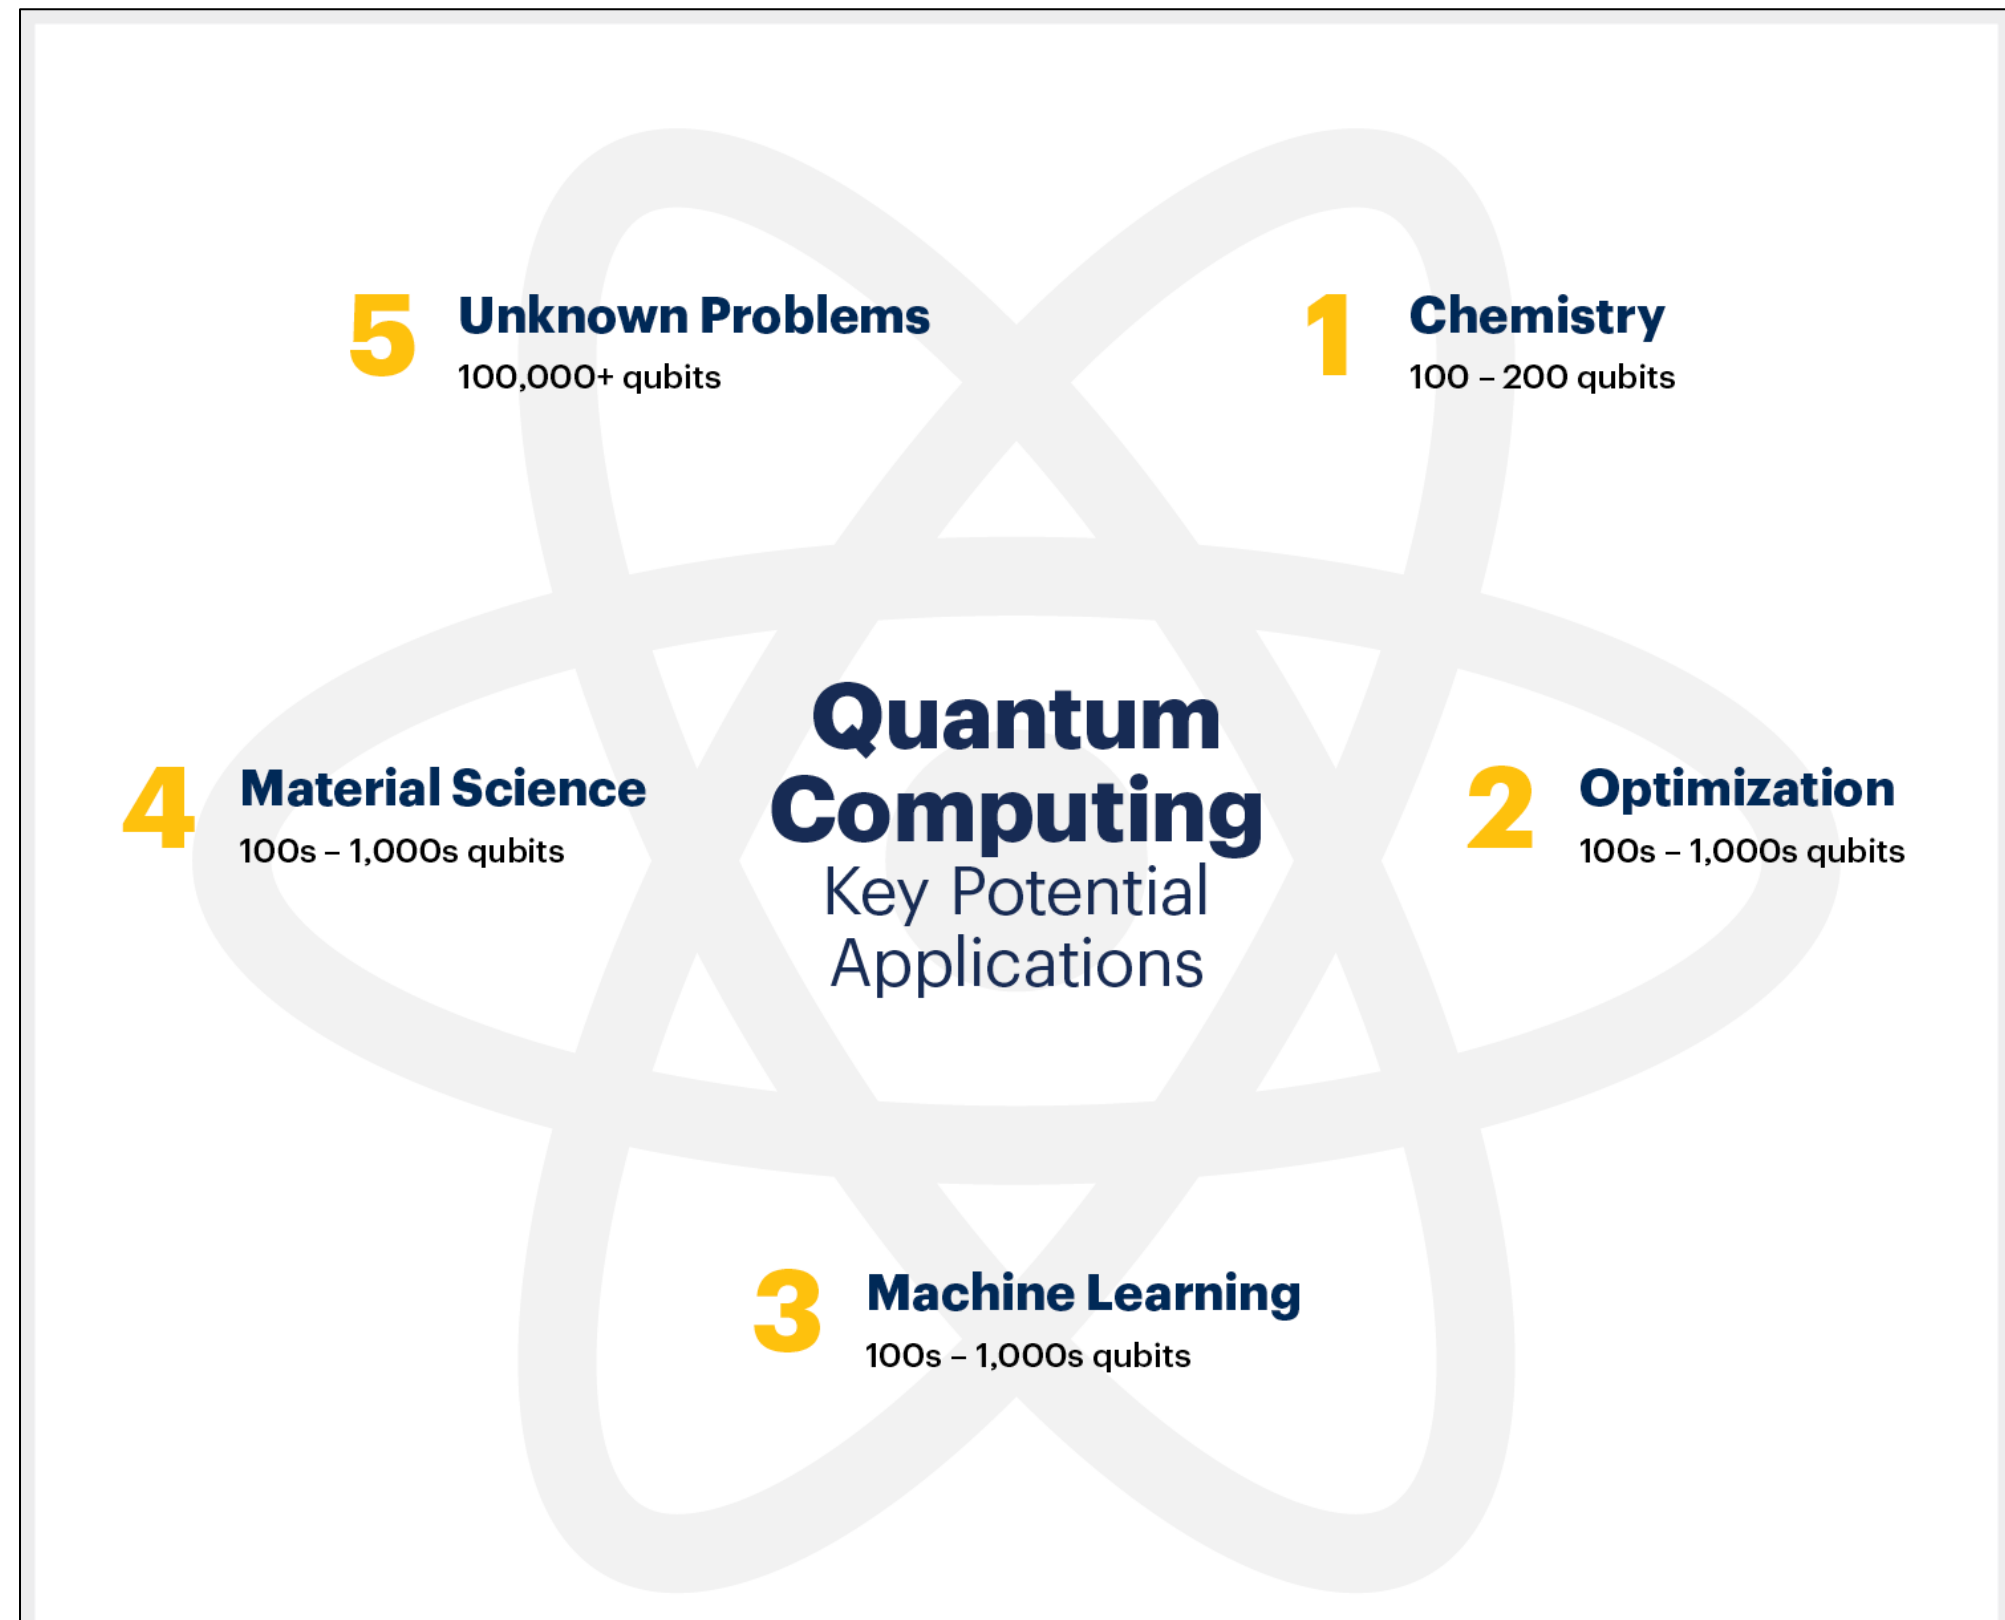 Quantum
Computing
Key Potential
Applications
1 Chemistry
100 – 200 qubits
2 Optimization
100s – 1,000s qubits
3 Machine Learning
100s – 1,000s qubits
4 Material Science
100s – 1,000s qubits
5 Unknown Problems
100,000+ qubits